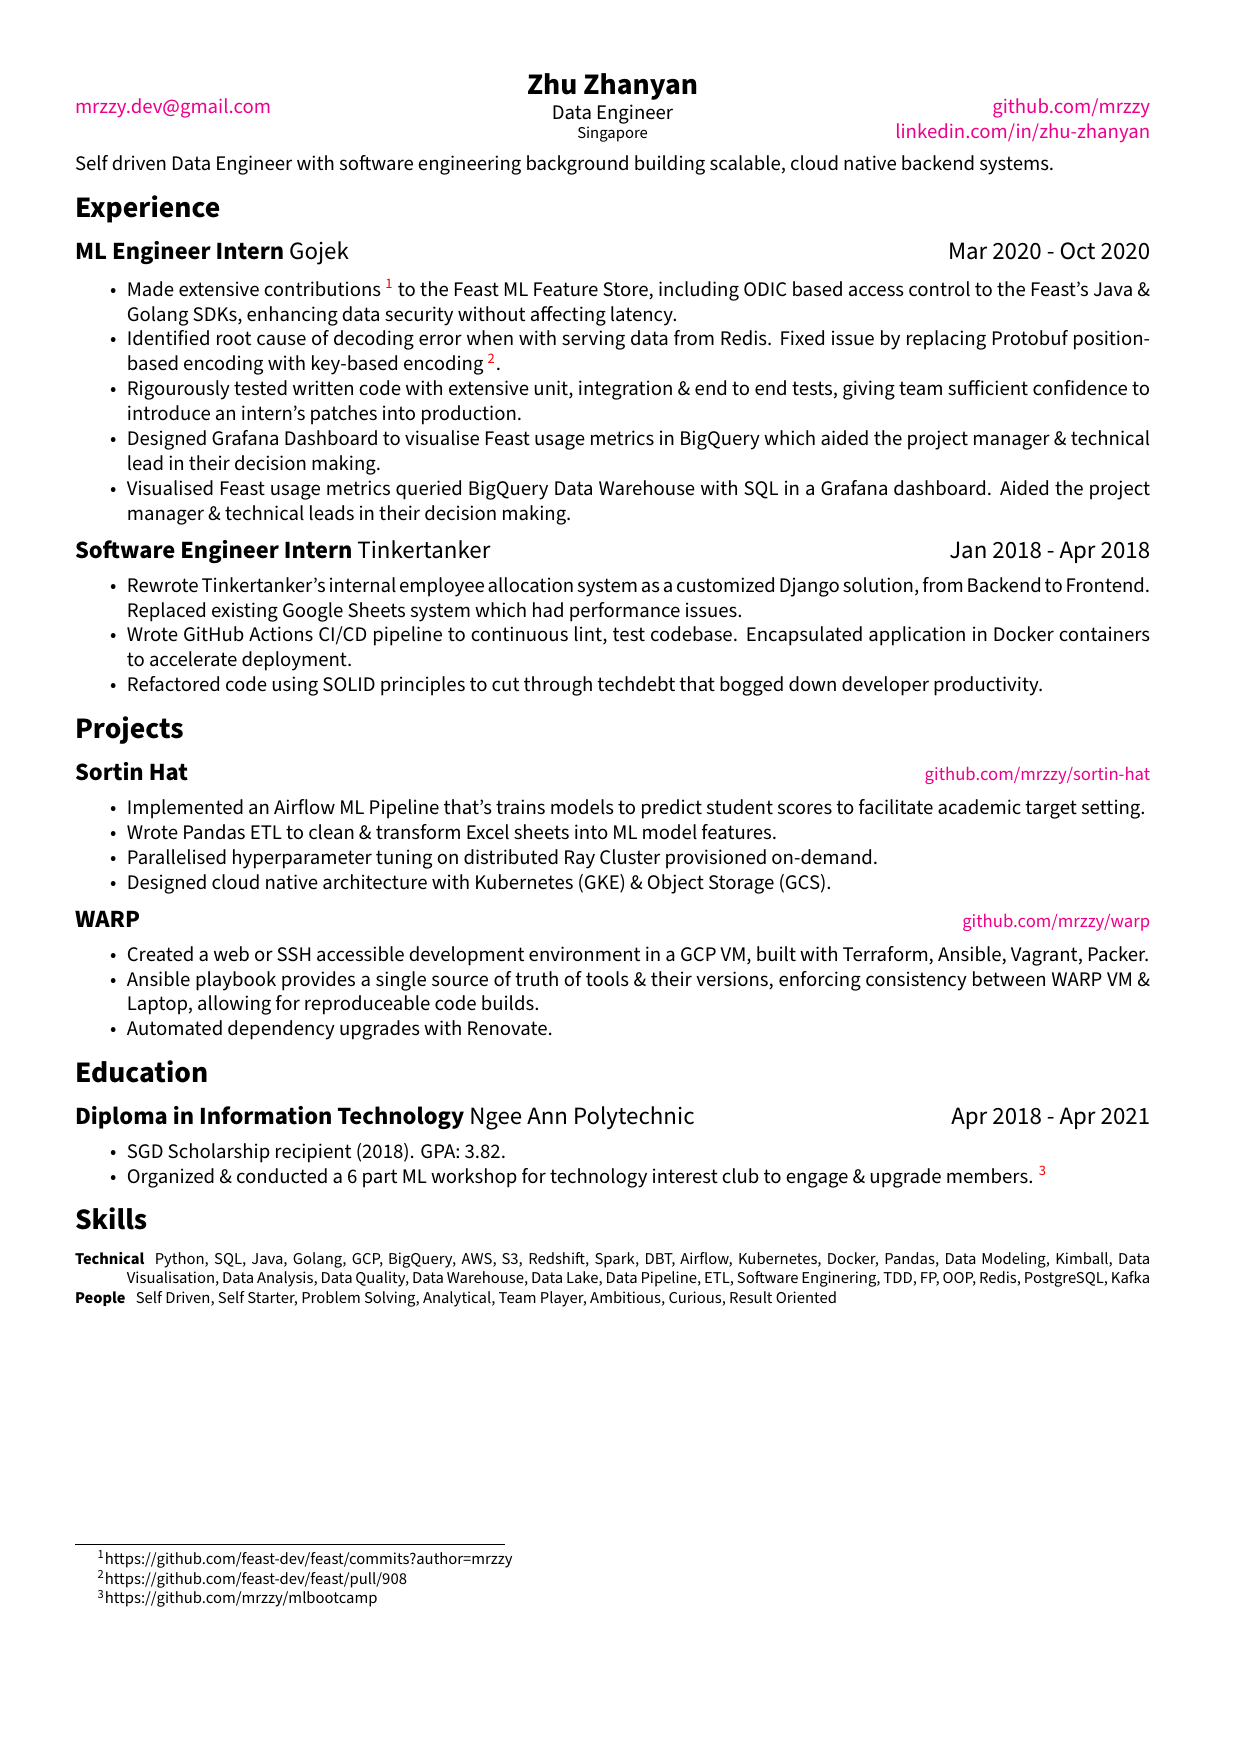 Zhu Zhanyan
mrzzy.dev@gmail.com
Data Engineer
Singapore
github.com/mrzzy
linkedin.com/in/zhu-zhanyan
Self driven Data Engineer with software engineering background building scalable, cloud native backend systems.
Experience
ML Engineer Intern Gojek Mar 2020 - Oct 2020
• Made extensive contributions 1 to the Feast ML Feature Store, including ODIC based access control to the Feast's Java &
Golang SDKs, enhancing data security without affecting latency.
• Identified root cause of decoding error when with serving data from Redis. Fixed issue by replacing Protobuf position-
based encoding with key-based encoding 2.
• Rigourously tested written code with extensive unit, integration & end to end tests, giving team sufficient confidence to
introduce an intern's patches into production.
• Designed Grafana Dashboard to visualise Feast usage metrics in BigQuery which aided the project manager & technical
lead in their decision making.
• Visualised Feast usage metrics queried BigQuery Data Warehouse with SQL in a Grafana dashboard. Aided the project
manager & technical leads in their decision making.
Software Engineer Intern Tinkertanker Jan 2018 - Apr 2018
• Rewrote Tinkertanker's internal employee allocation system as a customized Django solution, from Backend to Frontend.
Replaced existing Google Sheets system which had performance issues.
• Wrote GitHub Actions CI/CD pipeline to continuous lint, test codebase. Encapsulated application in Docker containers
to accelerate deployment.
• Refactored code using SOLID principles to cut through techdebt that bogged down developer productivity.
Projects
Sortin Hat github.com/mrzzy/sortin-hat
• Implemented an Airflow ML Pipeline that's trains models to predict student scores to facilitate academic target setting.
• Wrote Pandas ETL to clean & transform Excel sheets into ML model features.
• Parallelised hyperparameter tuning on distributed Ray Cluster provisioned on-demand.
• Designed cloud native architecture with Kubernetes (GKE) & Object Storage (GCS).
WARP github.com/mrzzy/warp
• Created a web or SSH accessible development environment in a GCP VM, built with Terraform, Ansible, Vagrant, Packer.
• Ansible playbook provides a single source of truth of tools & their versions, enforcing consistency between WARP VM &
Laptop, allowing for reproduceable code builds.
• Automated dependency upgrades with Renovate.
Education
Diploma in Information Technology Ngee Ann Polytechnic Apr 2018 - Apr 2021
• SGD Scholarship recipient (2018). GPA: 3.82.
• Organized & conducted a 6 part ML workshop for technology interest club to engage & upgrade members. 3
Skills
Technical Python, SQL, Java, Golang, GCP, BigQuery, AWS, S3, Redshift, Spark, DBT, Airflow, Kubernetes, Docker, Pandas, Data Modeling, Kimball, Data
Visualisation, Data Analysis, Data Quality, Data Warehouse, Data Lake, Data Pipeline, ETL, Software Enginering, TDD, FP, OOP, Redis, PostgreSQL, Kafka
People Self Driven, Self Starter, Problem Solving, Analytical, Team Player, Ambitious, Curious, Result Oriented
1https://github.com/feast-dev/feast/commits?author=mrzzy
2https://github.com/feast-dev/feast/pull/908
3https://github.com/mrzzy/mlbootcamp